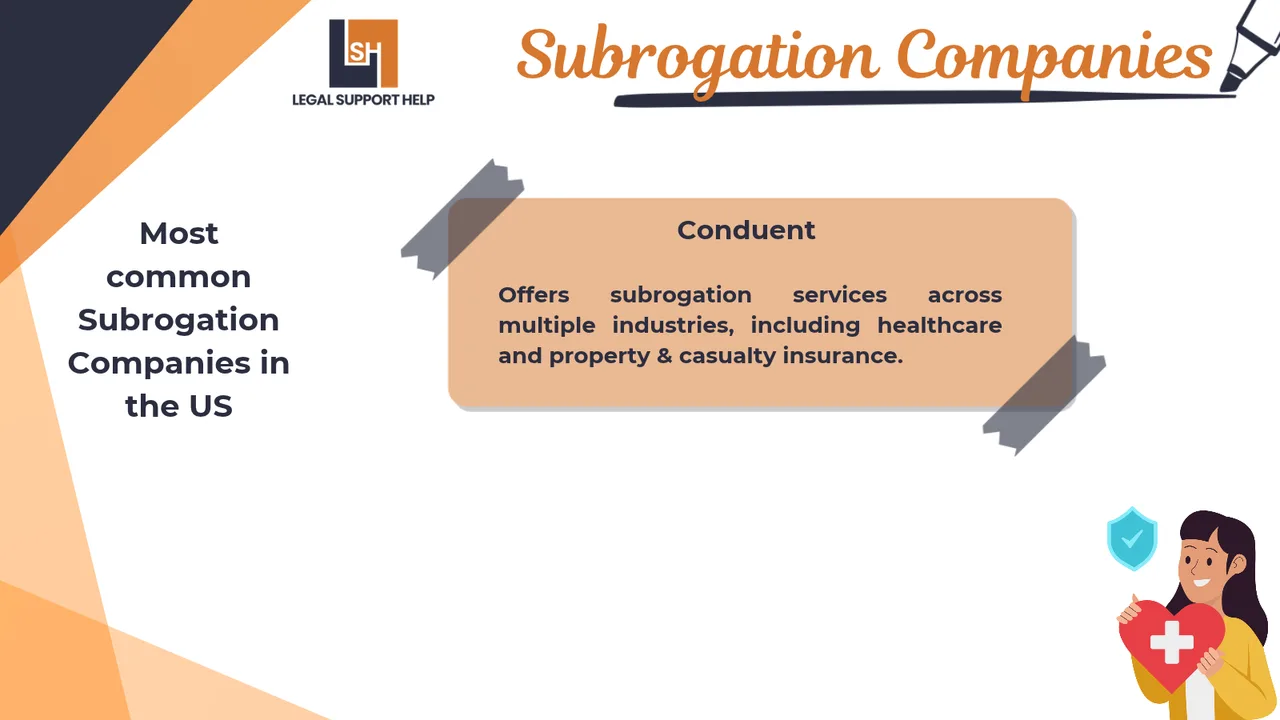 SH
LEGAL SUPPORT HELP
Subrogation Companies
Most
common
Subrogation
Companies in
the US
Conduent
Offers subrogation services across
multiple industries, including healthcare
and property & casualty insurance.